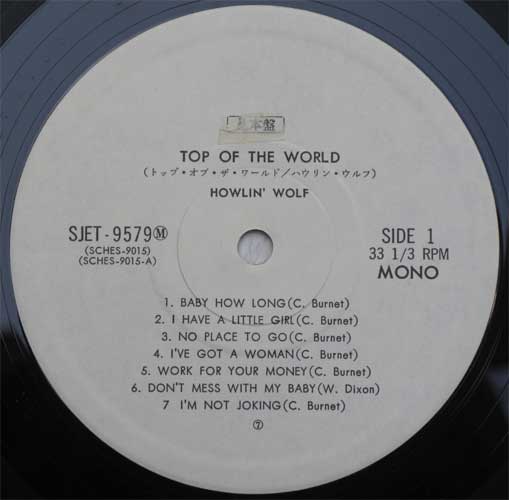 見本盤
TOP OF THE WORLD
(トップ・オブ・ザ・ワールド/ハウリン・ウルフ)
HOWLIN' WOLF
SJET-9579Ⓜ
(SCHES-9015)
(SCHES-9015-A)
SIDE 1
33 1/3 RPM
MONO
1. BABY HOW LONG(C. Burnet)
2. I HAVE A LITTLE GIRL(C. Burnet)
3. NO PLACE TO GO(C. Burnet)
4. I'VE GOT A WOMAN(C. Burnet)
5. WORK FOR YOUR MONEY(C. Burnet)
6. DON'T MESS WITH MY BABY(W. Dixon)
7 I'M NOT JOKING(C. Burnet)
⑦